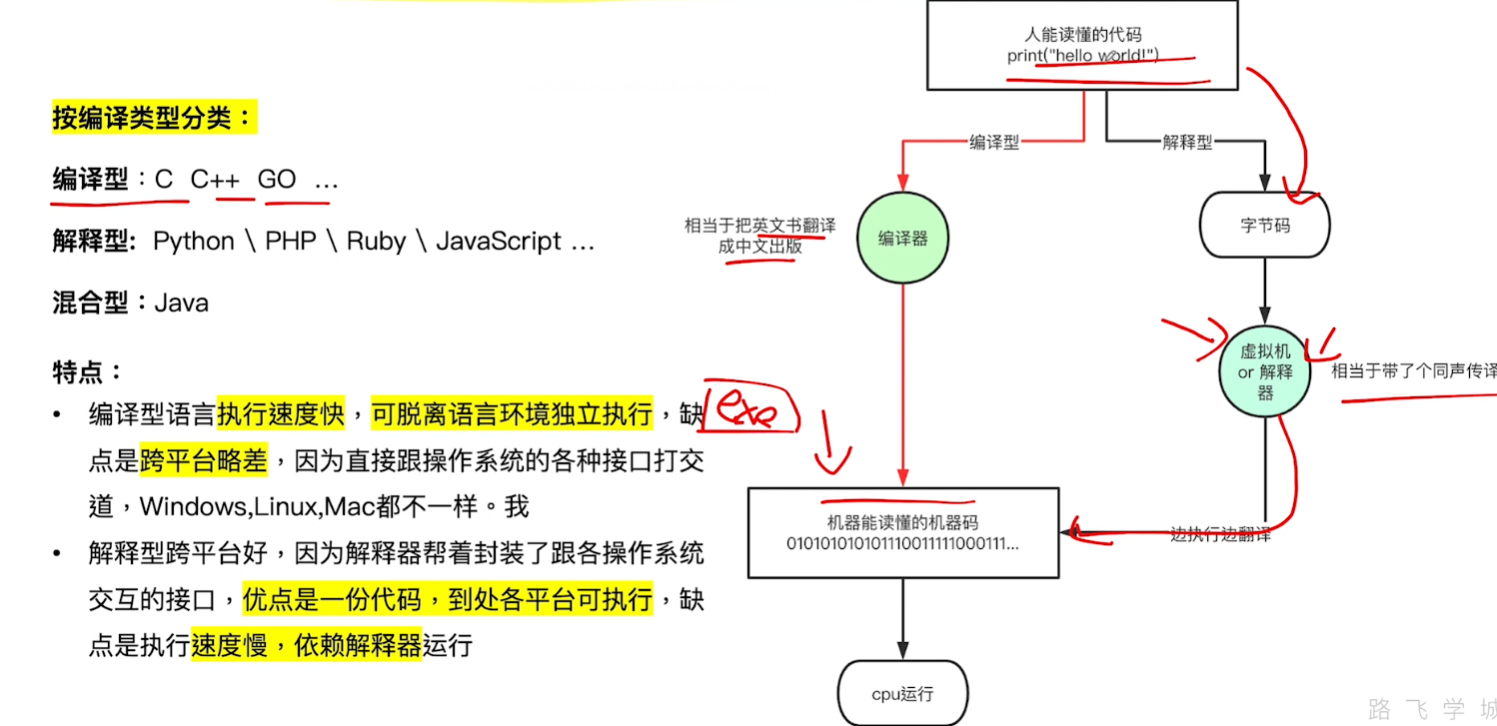 按编译类型分类：
编译型：C C++ GO ...
解释型: Python \ PHP \ Ruby \ JavaScript ...
混合型：Java
特点：
• 编译型语言执行速度快，可脱离语言环境独立执行，缺
点是跨平台略差，因为直接跟操作系统的各种接口打交
道，Windows,Linux,Mac都不一样。我
• 解释型跨平台好，因为解释器帮着封装了跟各操作系统
交互的接口，优点是一份代码，到处各平台可执行，缺
点是执行速度慢，依赖解释器运行
人能读懂的代码
print("hello world!")
编译型
解释型
相当于把英文书翻译
成中文出版
编译器
字节码
虚拟机
or 解释
器
相当于带了个同声传译
exe
机器能读懂的机器码
0101010101011100111110001111...
边执行边翻译
cpu运行
路飞学城